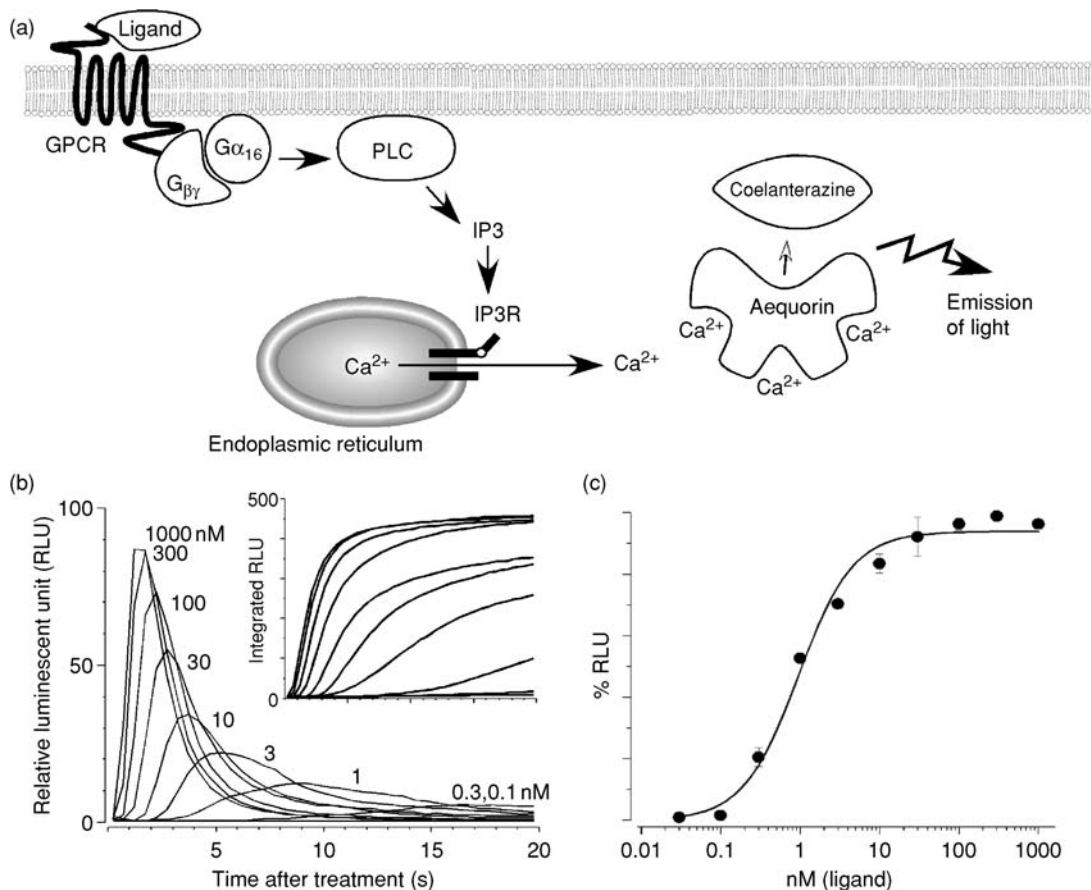 (a)
Ligand
GPCR
Gβγ
Gα16
PLC
IP3
IP3R
Ca2+
Ca2+
Endoplasmic reticulum
Coelanterazine
Aequorin
Ca2+
Ca2+
Ca2+
Emission
of light
(b)
Relative luminescent unit (RLU)
100
50
0
1000 nM
300
100
30
10
3
1
0.3,0.1 nM
5
10
15
20
Time after treatment (s)
Integrated RLU
500
0
(c)
% RLU
0.01
0.1
1
10
100
1000
nM (ligand)